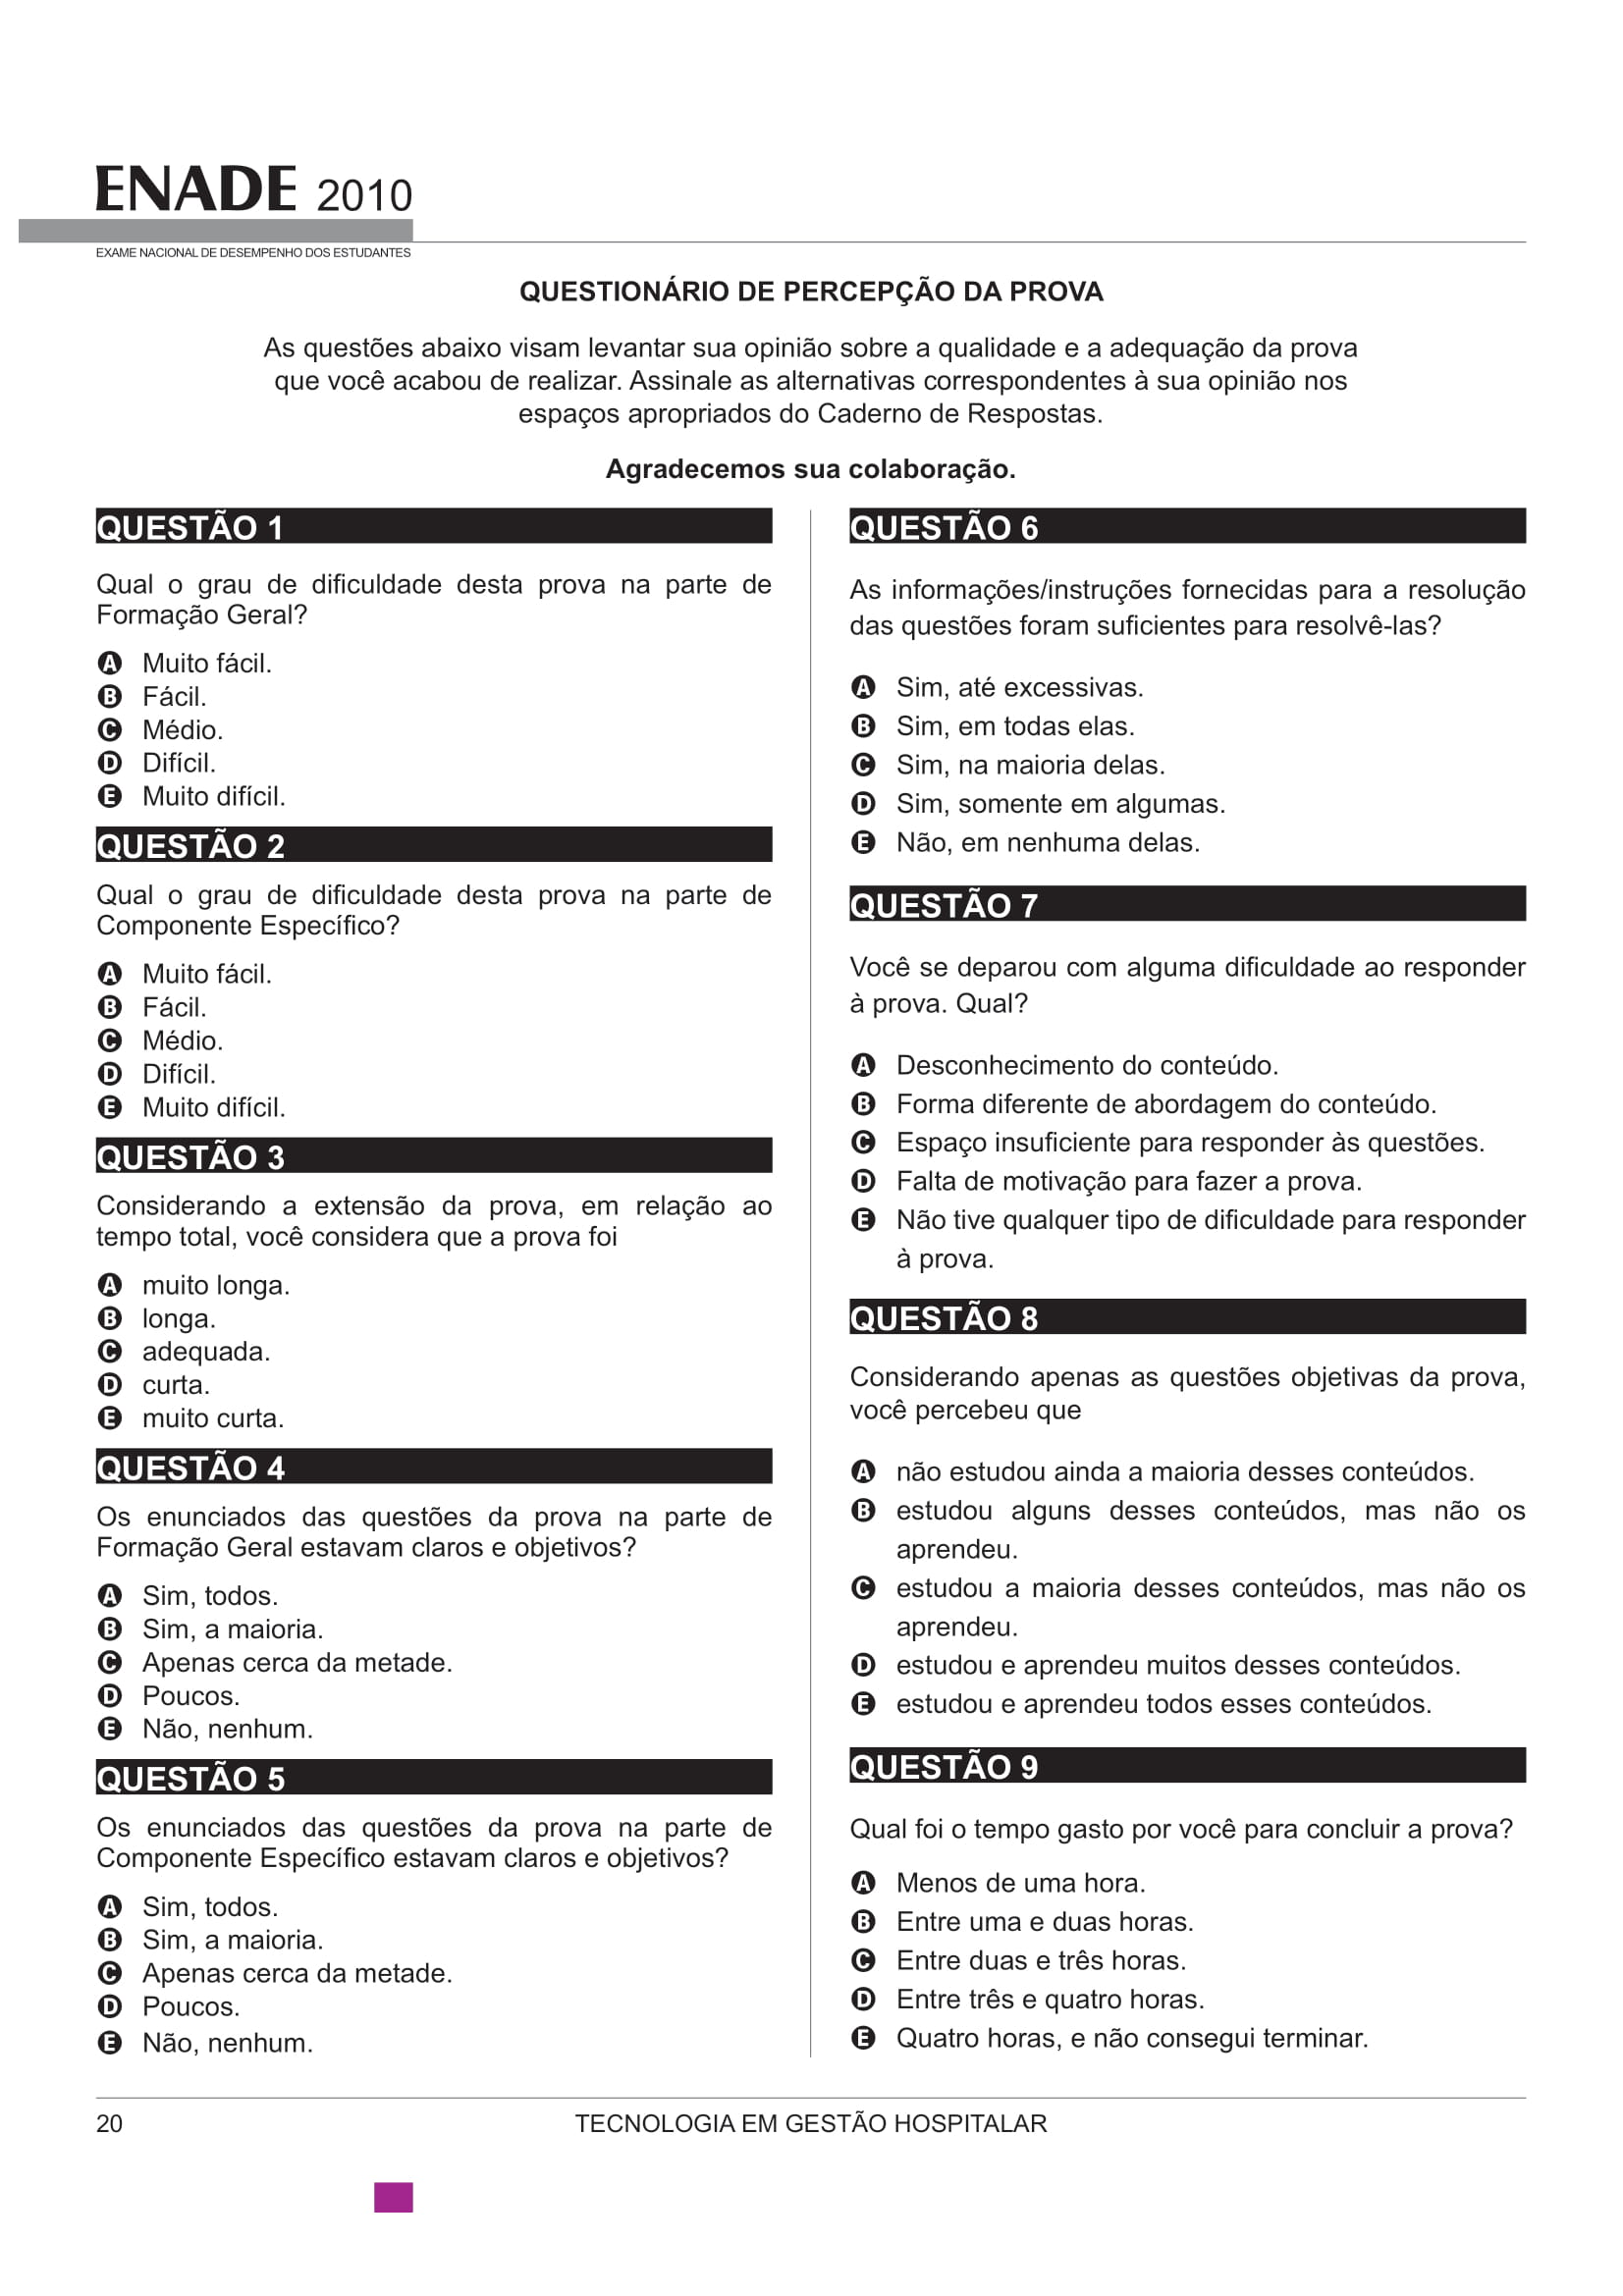 ENADE 2010
EXAME NACIONAL DE DESEMPENHO DOS ESTUDANTES
QUESTIONÁRIO DE PERCEPÇÃO DA PROVA
As questões abaixo visam levantar sua opinião sobre a qualidade e a adequação da prova
que você acabou de realizar. Assinale as alternativas correspondentes à sua opinião nos
espaços apropriados do Caderno de Respostas.
Agradecemos sua colaboração.
QUESTÃO 1
Qual o grau de dificuldade desta prova na parte de
Formação Geral?
A Muito fácil.
B Fácil.
C Médio.
D Difícil.
E Muito difícil.
QUESTÃO 2
Qual o grau de dificuldade desta prova na parte de
Componente Específico?
A Muito fácil.
B Fácil.
C Médio.
D Difícil.
E Muito difícil.
QUESTÃO 3
Considerando a extensão da prova, em relação ao
tempo total, você considera que a prova foi
A muito longa.
B longa.
C adequada.
D curta.
E muito curta.
QUESTÃO 4
Os enunciados das questões da prova na parte de
Formação Geral estavam claros e objetivos?
A Sim, todos.
B Sim, a maioria.
C Apenas cerca da metade.
D Poucos.
E Não, nenhum.
QUESTÃO 5
Os enunciados das questões da prova na parte de
Componente Específico estavam claros e objetivos?
A Sim, todos.
B Sim, a maioria.
C Apenas cerca da metade.
D Poucos.
E Não, nenhum.
QUESTÃO 6
As informações/instruções fornecidas para a resolução
das questões foram suficientes para resolvê-las?
A Sim, até excessivas.
B Sim, em todas elas.
C Sim, na maioria delas.
D Sim, somente em algumas.
E Não, em nenhuma delas.
QUESTÃO 7
Você se deparou com alguma dificuldade ao responder
à prova. Qual?
A Desconhecimento do conteúdo.
B Forma diferente de abordagem do conteúdo.
C Espaço insuficiente para responder às questões.
D Falta de motivação para fazer a prova.
E Não tive qualquer tipo de dificuldade para responder
à prova.
QUESTÃO 8
Considerando apenas as questões objetivas da prova,
você percebeu que
A não estudou ainda a maioria desses conteúdos.
B estudou alguns desses conteúdos, mas não os
aprendeu.
C estudou a maioria desses conteúdos, mas não os
aprendeu.
D estudou e aprendeu muitos desses conteúdos.
E estudou e aprendeu todos esses conteúdos.
QUESTÃO 9
Qual foi o tempo gasto por você para concluir a prova?
A Menos de uma hora.
B Entre uma e duas horas.
C Entre duas e três horas.
D Entre três e quatro horas.
E Quatro horas, e não consegui terminar.
20
TECNOLOGIA EM GESTÃO HOSPITALAR